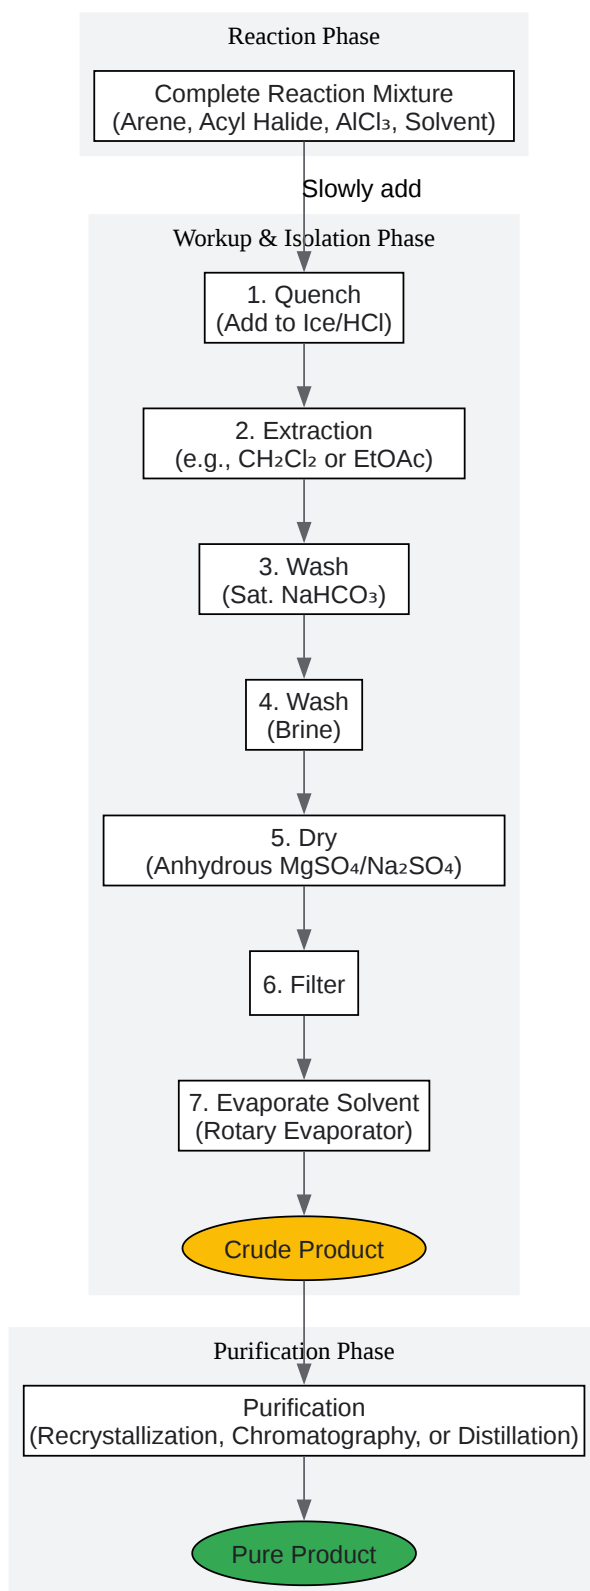 Reaction Phase
Complete Reaction Mixture
(Arene, Acyl Halide, AlCl₃, Solvent)
Slowly add
Workup & Isolation Phase
1. Quench
(Add to Ice/HCl)
2. Extraction
(e.g., CH₂Cl₂ or EtOAc)
3. Wash
(Sat. NaHCO₃)
4. Wash
(Brine)
5. Dry
(Anhydrous MgSO₄/Na₂SO₄)
6. Filter
7. Evaporate Solvent
(Rotary Evaporator)
Crude Product
Purification Phase
Purification
(Recrystallization, Chromatography, or Distillation)
Pure Product